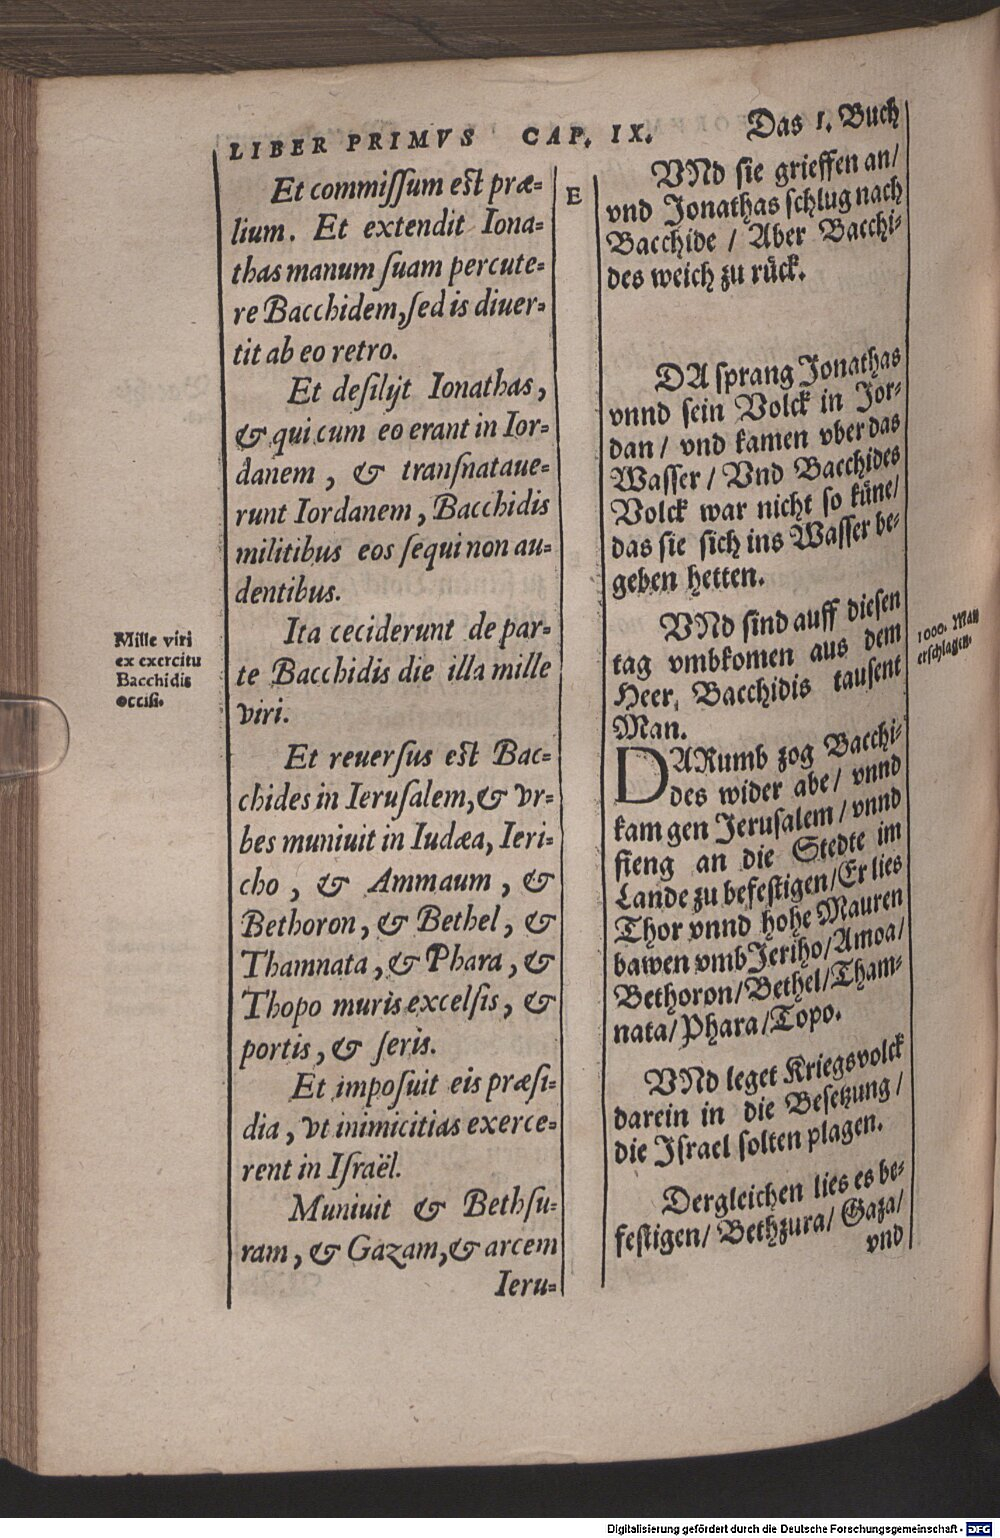 LIBER PRIMVS CAP. IX.
Et commiſſum eſt præ-
lium. Et extendit Iona-
thas manum ſuam percute-
re Bacchidem, ſed is diuer-
tit ab eo retro.
Et deſilijt Ionathas,
& qui cum eo erant in Ior-
danem, & tranſnataue-
runt Iordanem, Bacchidis
militibus eos ſequi non au-
dentibus.
Ita ceciderunt de par-
te Bacchidis die illa mille
viri.
Et reuerſus eſt Bac-
chides in Ieruſalem, & vr-
bes muniuit in Iudæa, Ieri-
cho, & Ammaum, &
Bethoron, & Bethel, &
Thamnata, & Phara, &
Thopo muris excelſis, &
portis, & ſeris.
Et impoſuit eis præſi-
dia, vt inimicitias exerce-
rent in Iſraël.
Muniuit & Bethſu-
ram, & Gazam, & arcem
Ieru-
Mille viri
ex exercitu
Bacchidis
occiſi.
E
Das 1. Buch
VNd ſie grieffen an/
vnd Jonathas ſchlug nach
Bacchide / Aber Bacchi-
des weich zu rück.
DA ſprang Jonathas
vnnd ſein Volck in Jor-
dan / vnd kamen vber das
Waſſer / Vnd Bacchides
Volck war nicht ſo küne/
das ſie ſich ins Waſſer be-
geben hetten.
VNd ſind auff dieſen
tag vmbkomen aus dem
Heer, Bacchidis tauſent
Man.
DARumb zog Bacchi-
des wider abe / vnnd
kam gen Jeruſalem / vnnd
fieng an die Stedte im
Lande zu befeſtigen / Er lies
Thor vnnd hohe Mauren
bawen vmb Jeriho / Amoa/
Bethoron / Bethel / Tham-
nata / Phara / Topo.
VNd leget Kriegsvolck
darein in die Beſetzung /
die Iſrael ſolten plagen.
Dergleichen lies es be-
feſtigen / Bethzura / Gaza/
vnd
1000. Man
erſchlagen.
Digitalisierung gefördert durch die Deutsche Forschungsgemeinschaft - DFG